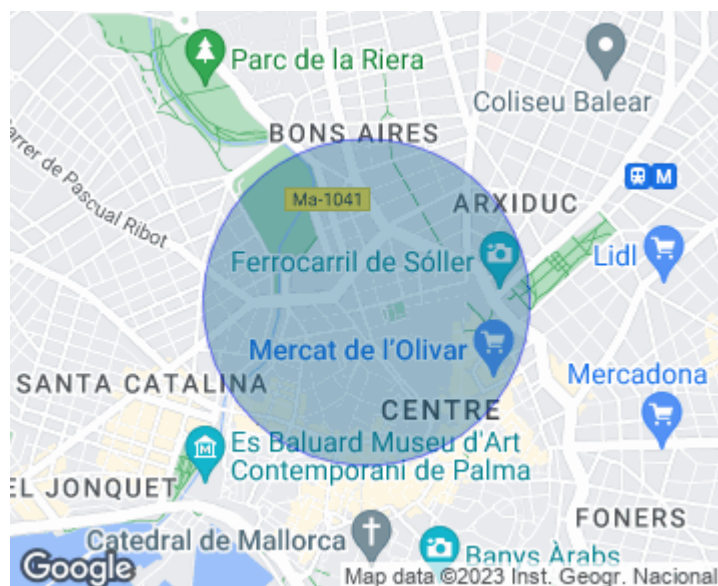 Parc de la Riera
Coliseu Balear
BONS AIRES
Carrer de Pascual Ribot
Ma-1041
M
ARXIDUC
Ferrocarril de Sóller
Lidl
Mercat de l'Olivar
SANTA CATALINA
Mercadona
CENTRE
Es Baluard Museu d'Art
Contemporani de Palma
M
EL JONQUET
FONERS
Catedral de Mallorca
Banys Àrabs
Google
Map data ©2023 Inst. Geogr. Nacional